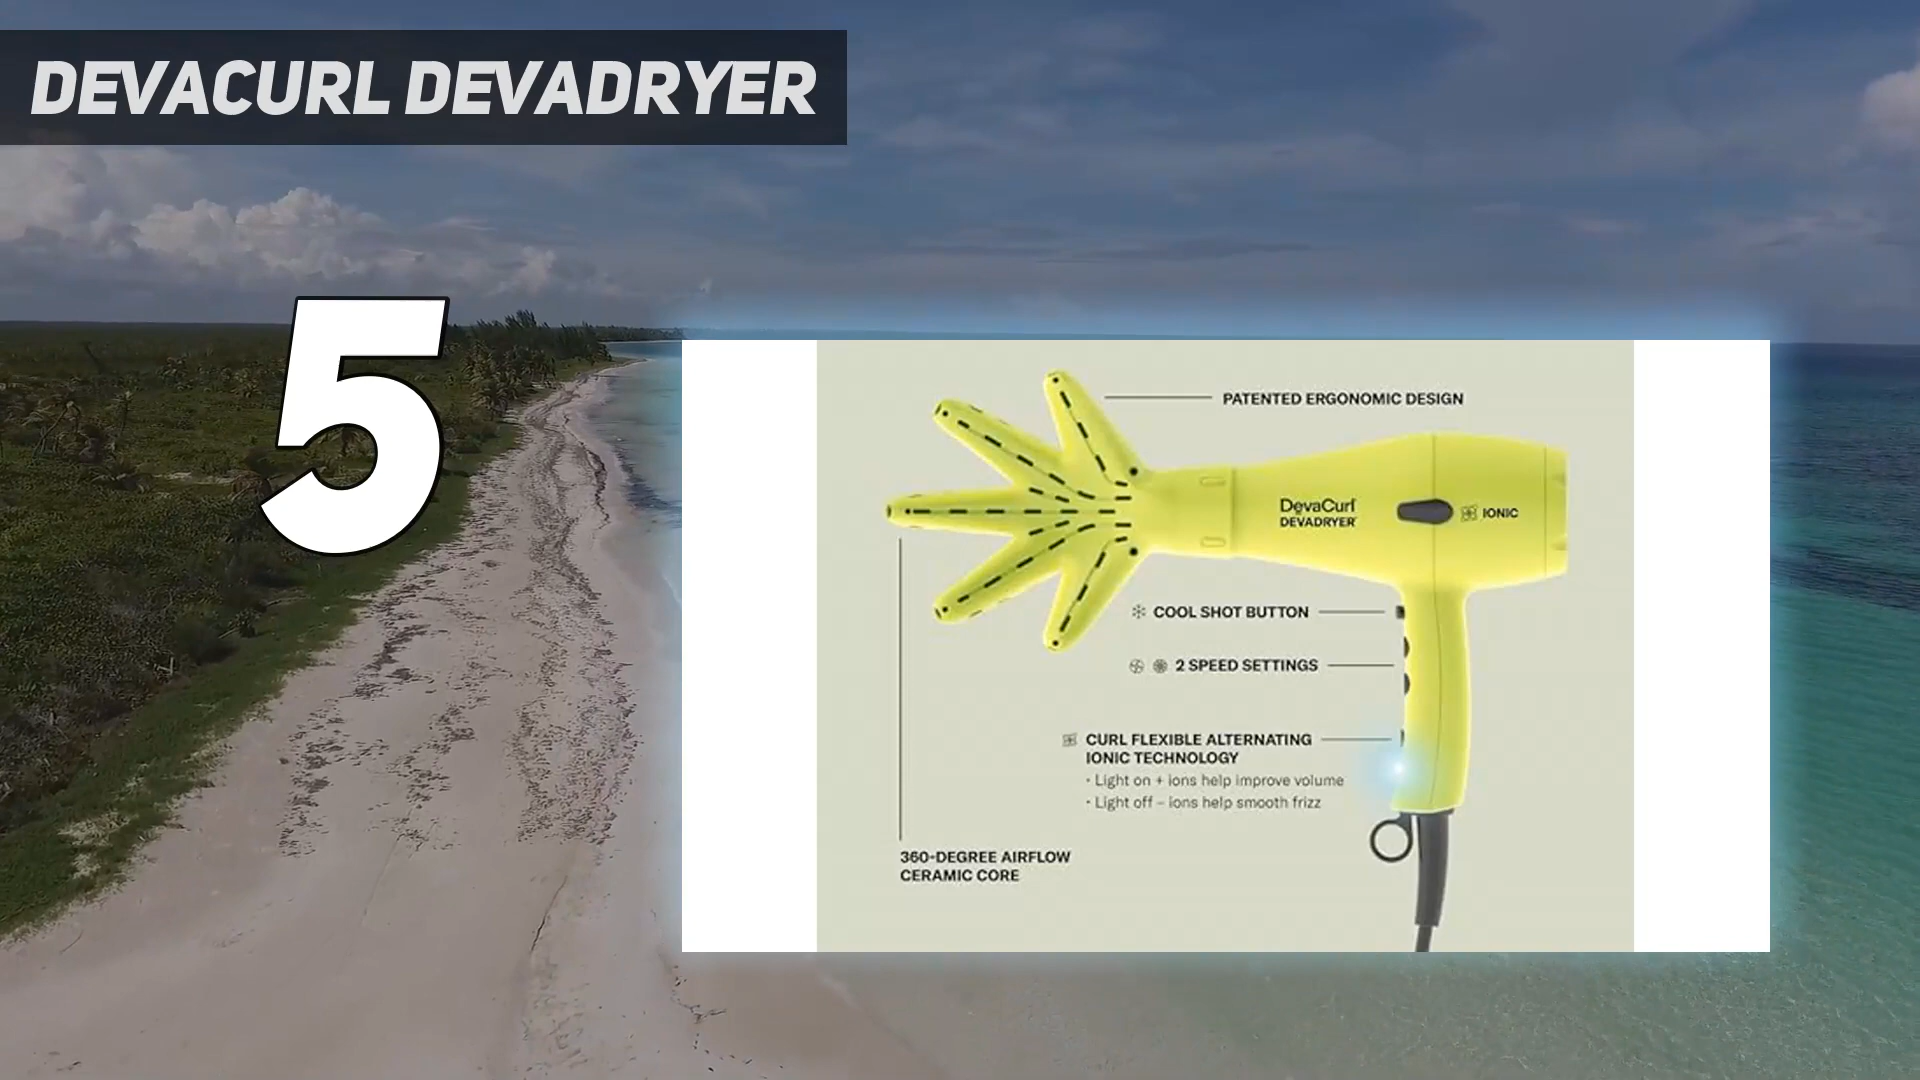 DEVACURL DEVADRYER
5
PATENTED ERGONOMIC DESIGN
DevaCurl
DEVADRYER
IONIC
COOL SHOT BUTTON
2 SPEED SETTINGS
CURL FLEXIBLE ALTERNATING
IONIC TECHNOLOGY
· Light on + ions help improve volume
· Light off – ions help smooth frizz
360-DEGREE AIRFLOW
CERAMIC CORE